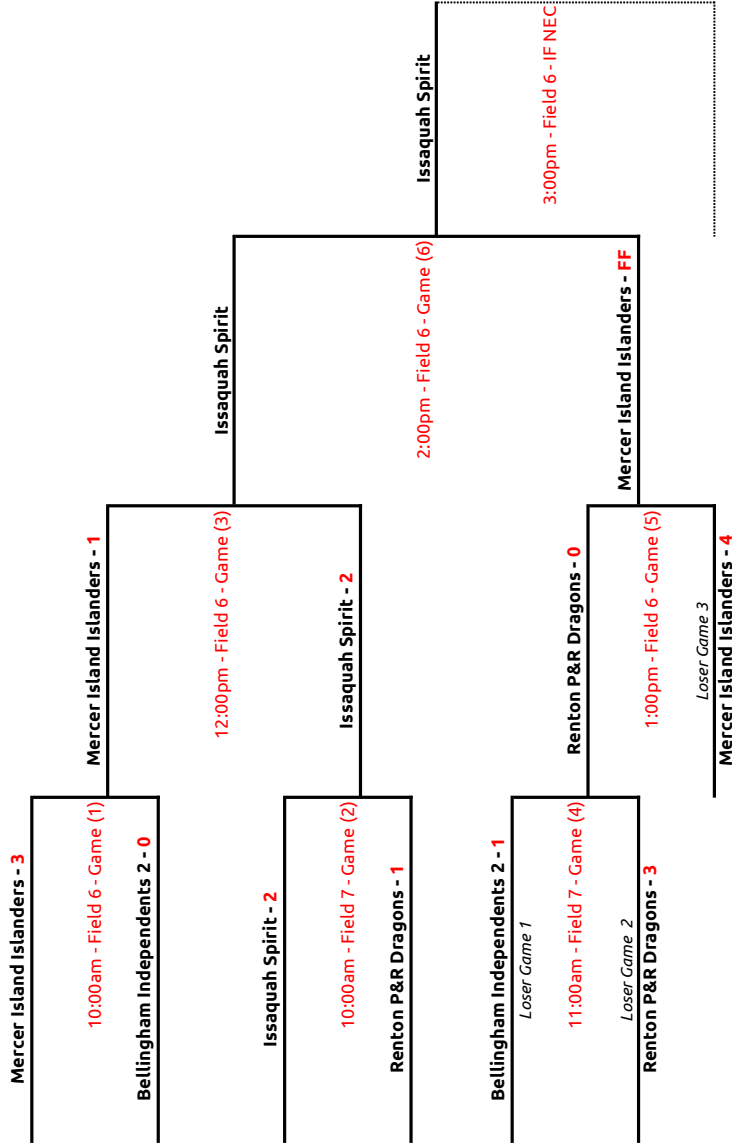 Mercer Island Islanders - 3
10:00am - Field 6 - Game (1)
Bellingham Independents 2 - 0
Issaquah Spirit - 2
10:00am - Field 7 - Game (2)
Renton P&R Dragons - 1
Bellingham Independents 2 - 1
Loser Game 1
11:00am - Field 7 - Game (4)
Loser Game 2
Renton P&R Dragons - 3
Mercer Island Islanders - 1
12:00pm - Field 6 - Game (3)
Issaquah Spirit - 2
Renton P&R Dragons - 0
1:00pm - Field 6 - Game (5)
Loser Game 3
Mercer Island Islanders - 4
Issaquah Spirit
2:00pm - Field 6 - Game (6)
Mercer Island Islanders - FF
Issaquah Spirit
3:00pm - Field 6 - IF NEC